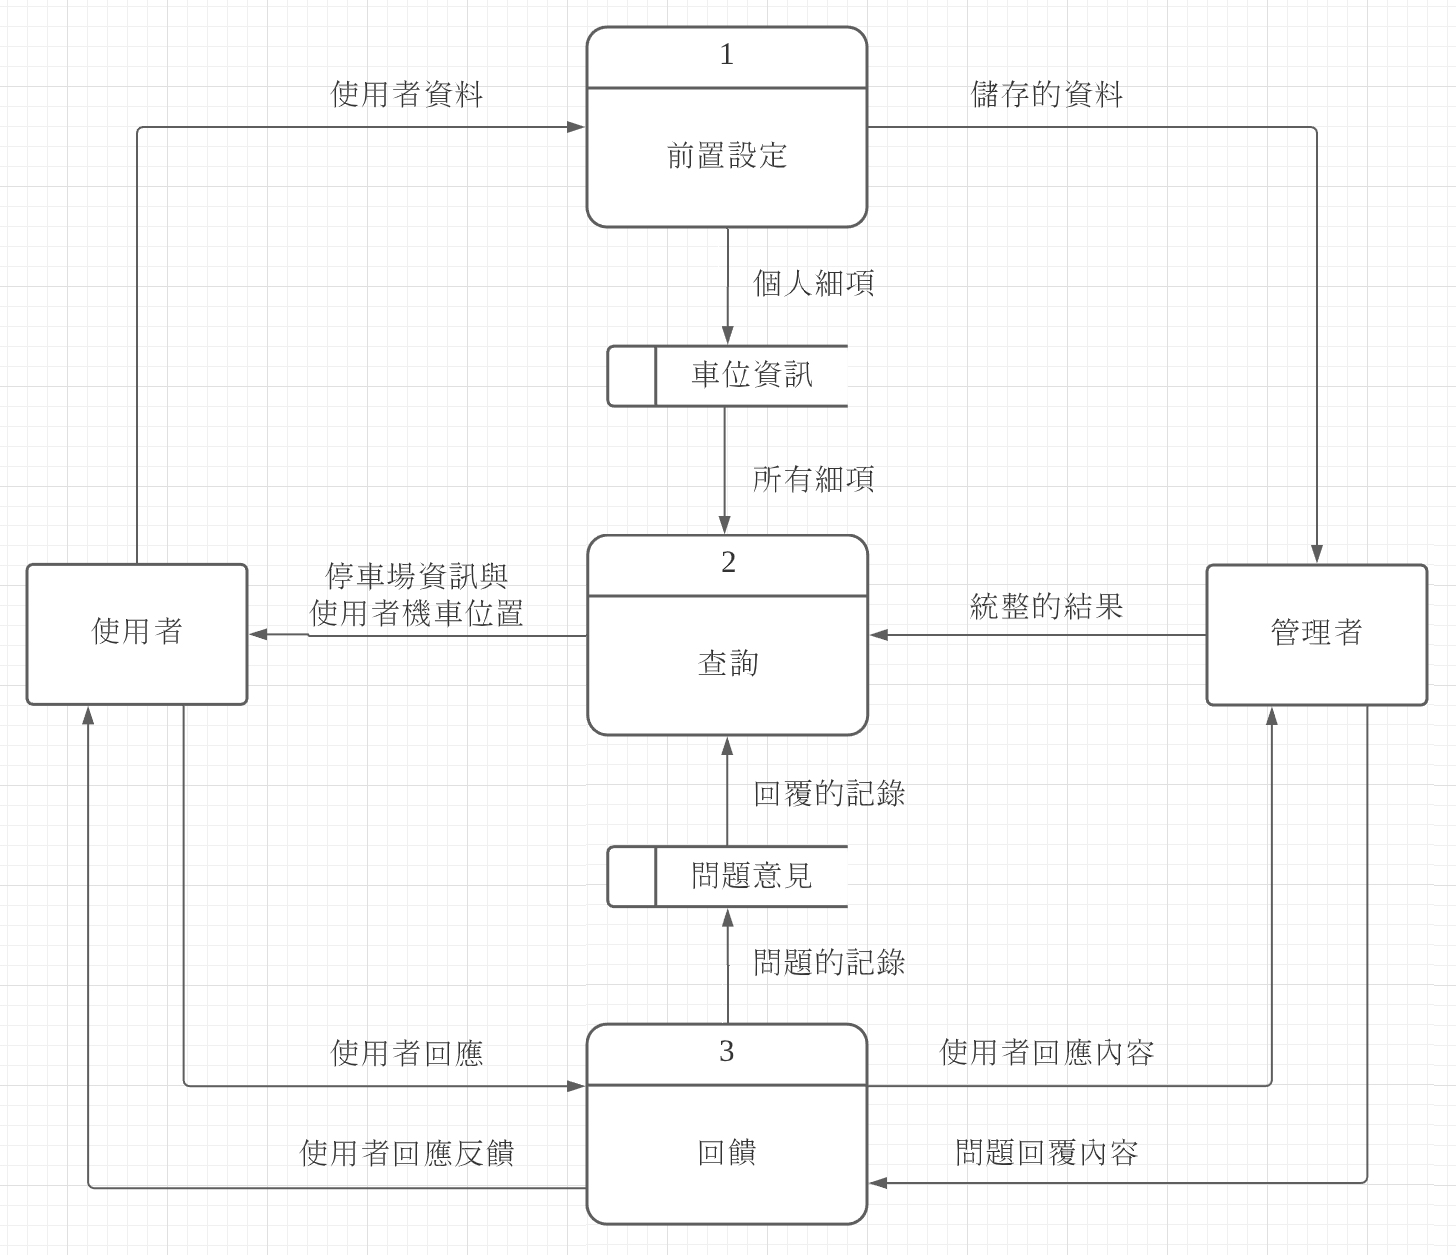 1
使用者資料
儲存的資料
前置設定
個人細項
車位資訊
所有細項
2
停車場資訊與
使用者機車位置
統整的結果
使用者
管理者
查詢
回覆的記錄
問題意見
問題的記錄
3
使用者回應
使用者回應內容
回饋
使用者回應反饋
問題回覆內容